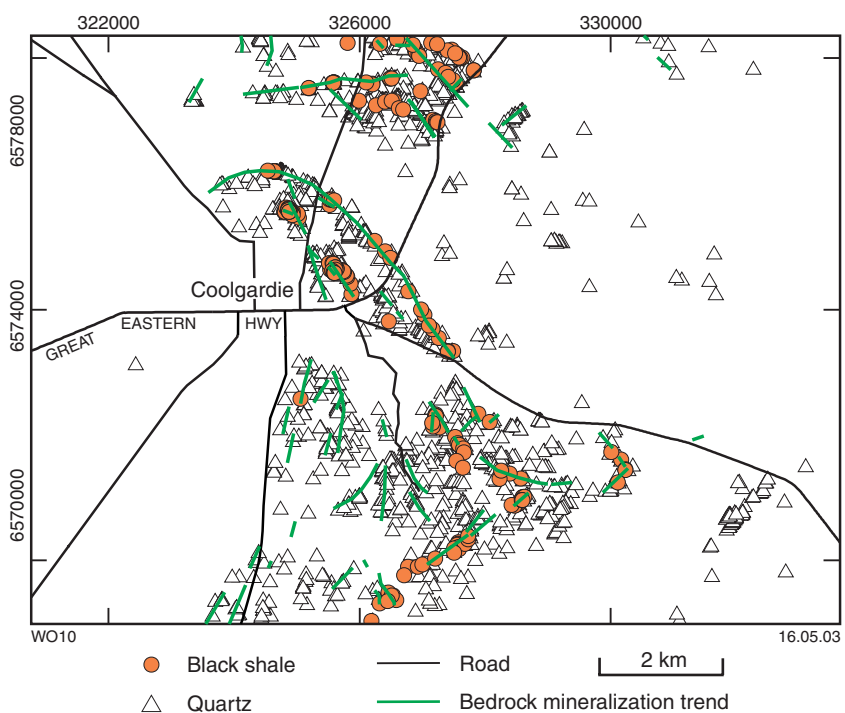 322000 326000 330000
6578000
6574000
6570000
Coolgardie
GREAT EASTERN HWY
WO10 16.05.03
Black shale Road 2 km
Quartz Bedrock mineralization trend